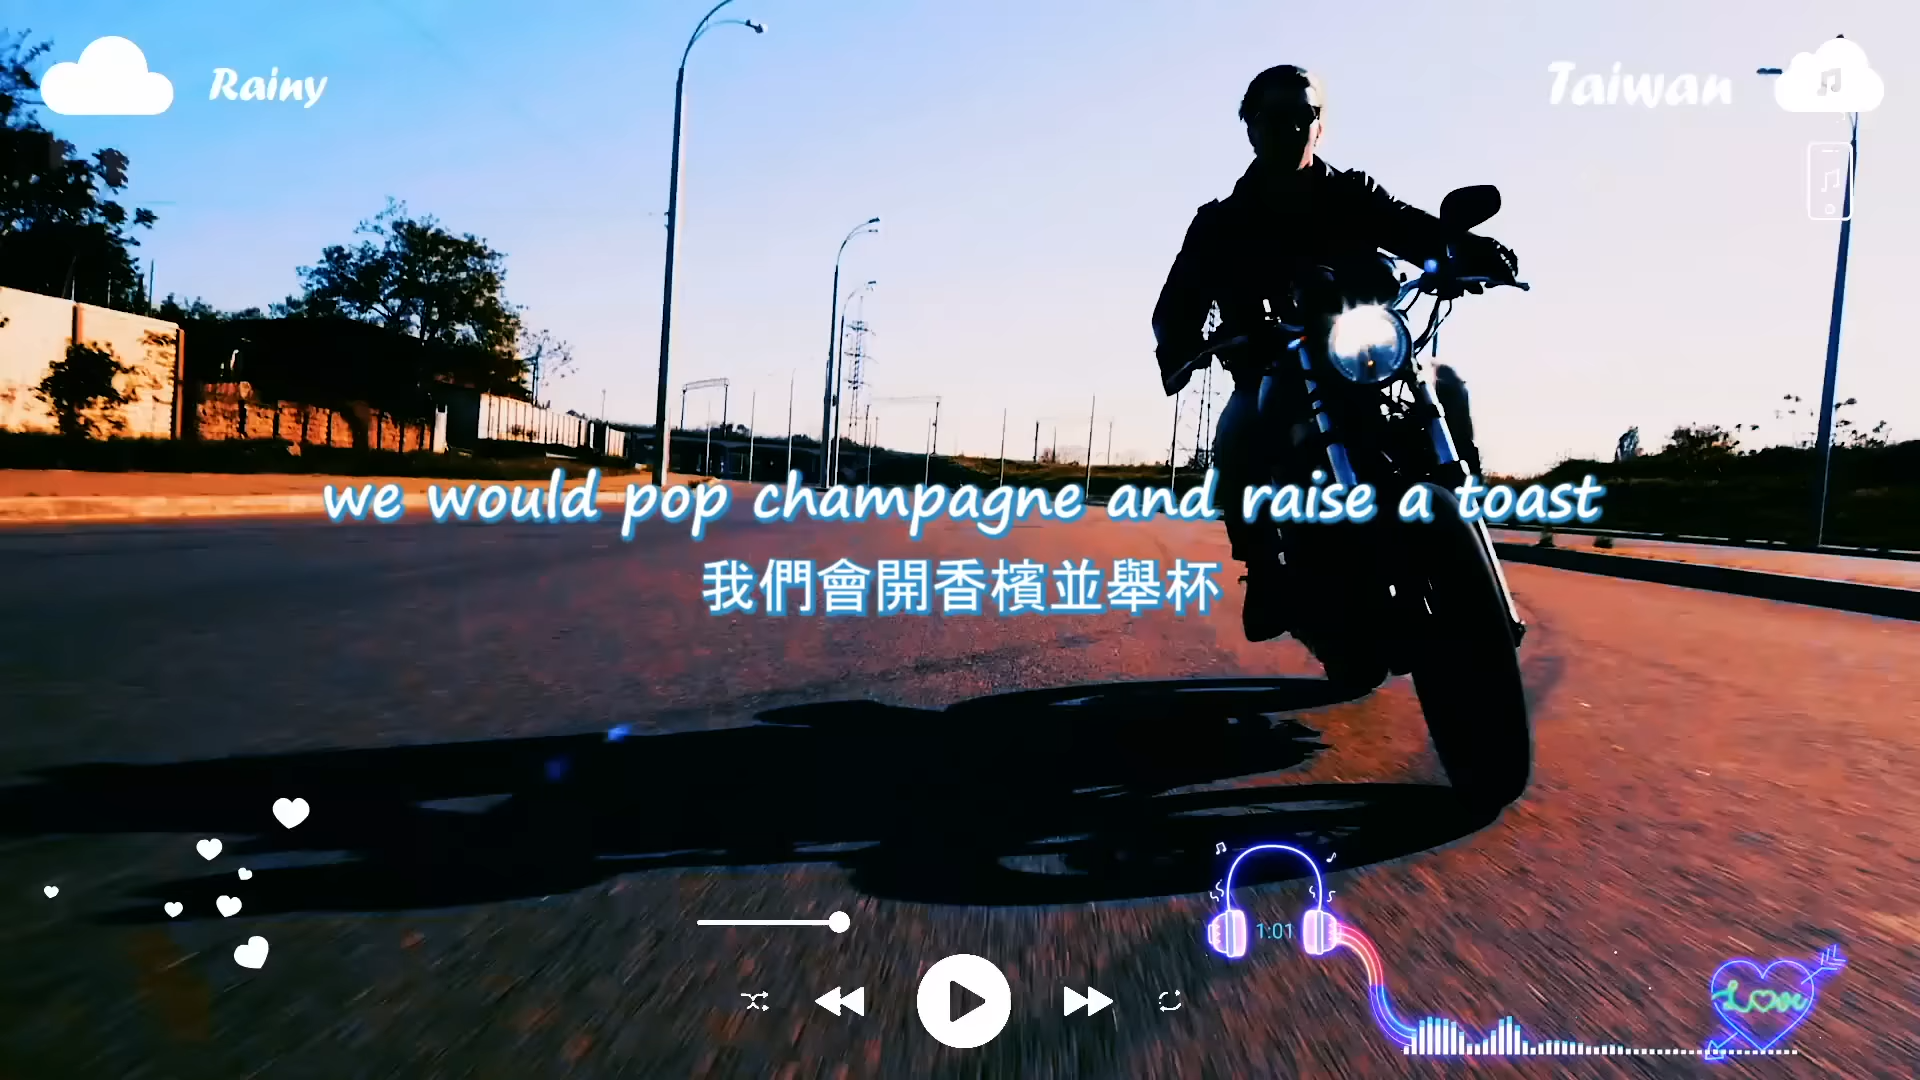 Rainy
Taiwan
we would pop champagne and raise a toast
我們會開香檳並舉杯
1:01
Love